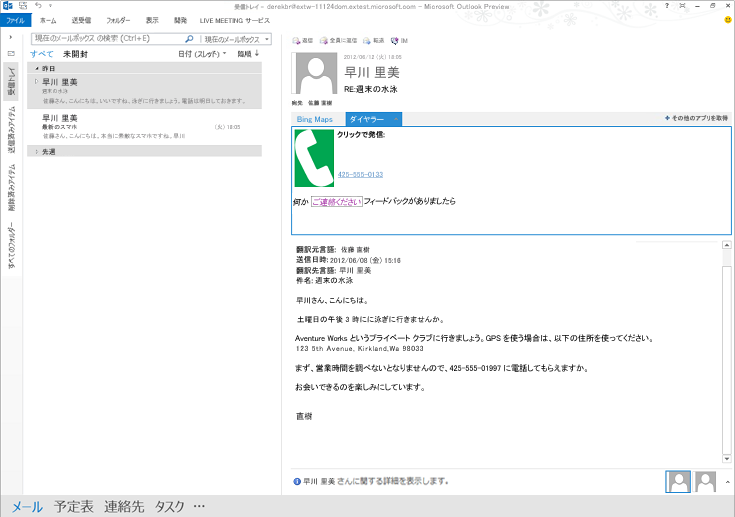 受信トレイ - derekbr@extw-11124dom.extest.microsoft.com - Microsoft Outlook Preview
ファイル ホーム 送受信 フォルダー 表示 開発 LIVE MEETING サービス
現在のメールボックス の検索 (Ctrl+E) 現在のメールボックス
すべて 未開封 日付 (スレッド) 降順
昨日
早川 里美
週末の水泳
佐藤さん、こんにちは。いいですね。泳ぎに行きましょう。電話は明日しておきます。
早川 里美
最新のスマホ (火) 18:05
佐藤さん、こんにちは。本当に素敵なスマホですね。早川
先週
受信トレイ
送信済みアイテム
削除済みアイテム
すべてのフォルダー
返信 全員に返信 転送 IM
2012/06/12 (火) 18:05
早川 里美
RE:週末の水泳
宛先 佐藤 直樹
Bing Maps ダイヤラー
+ その他のアプリを取得
クリックで発信:
425-555-0133
何か ご連絡ください フィードバックがありましたら
翻訳元言語: 佐藤 直樹
送信日時: 2012/06/08 (金) 15:16
翻訳先言語: 早川 里美
件名: 週末の水泳
早川さん、こんにちは。
土曜日の午後 3 時にに泳ぎに行きませんか。
Aventure Works というプライベート クラブに行きましょう。GPS を使う場合は、以下の住所を使ってください。
123 5th Avenue, Kirkland,Wa 98033
まず、営業時間を調べないとなりませんので、425-555-01997 に電話してもらえますか。
お会いできるのを楽しみにしています。
直樹
早川 里美 さんに関する詳細を表示します。
メール 予定表 連絡先 タスク ···